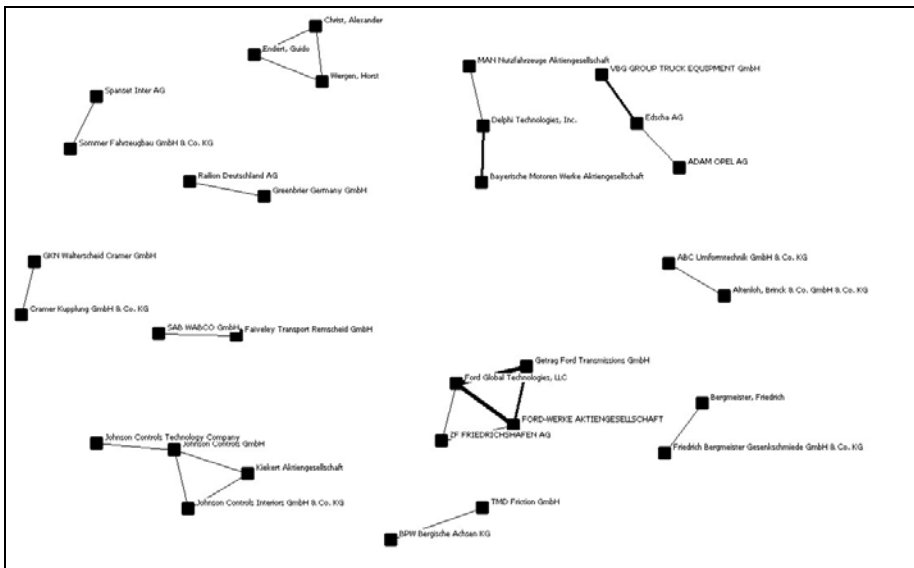 Christ, Alexander
Endert, Guido
Wergen, Horst
MAN Nutzfahrzeuge Aktiengesellschaft
VBG GROUP TRUCK EQUIPMENT GmbH
Spanset Inter AG
Delphi Technologies, Inc.
Edscha AG
Sommer Fahrzeugbau GmbH & Co. KG
ADAM OPEL AG
Railion Deutschland AG
Bayerische Motoren Werke Aktiengesellschaft
Greenbrier Germany GmbH
GKN Walterscheid Cramer GmbH
ABC Umformtechnik GmbH & Co. KG
Altenloh, Brinck & Co. GmbH & Co. KG
Cramer Kupplung GmbH & Co. KG
SAB WABCO GmbH
Faiveley Transport Remscheid GmbH
Getrag Ford Transmissions GmbH
Ford Global Technologies, LLC
Bergmeister, Friedrich
FORD-WERKE AKTIENGESELLSCHAFT
ZF FRIEDRICHSHAFEN AG
Johnson Controls Technology Company
Johnson Controls GmbH
Friedrich Bergmeister Gesenkschmiede GmbH & Co. KG
Kiekert Aktiengesellschaft
Johnson Controls Interiors GmbH & Co. KG
TMD Friction GmbH
BPW Bergische Achsen KG